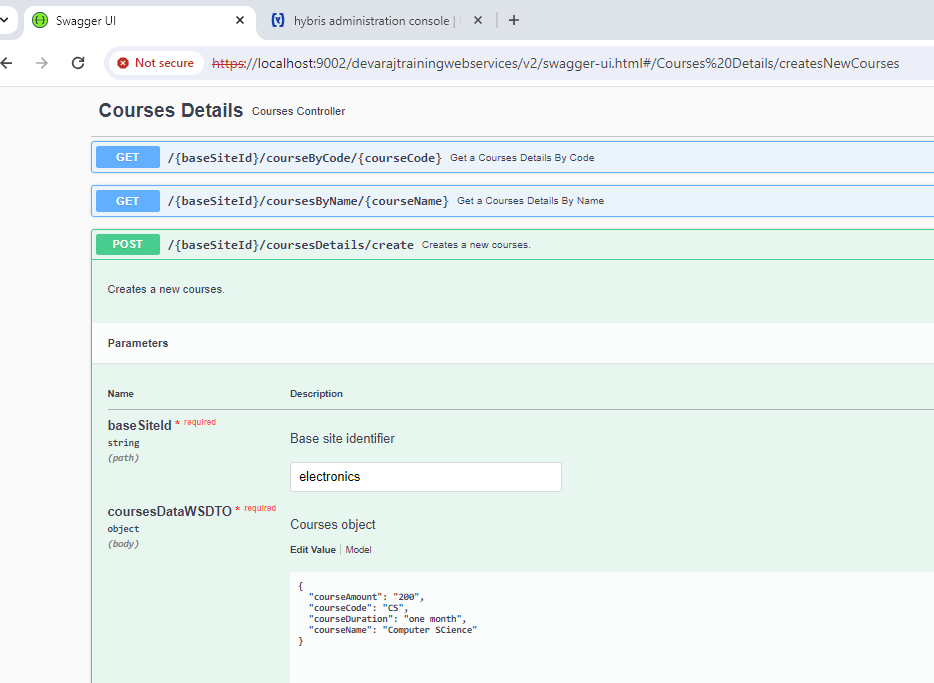 Swagger UI
hybris administration console |
Not secure
https://localhost:9002/devarajtrainingwebservices/v2/swagger-ui.html#/Courses%20Details/createsNewCourses
Courses Details Courses Controller
GET /{baseSiteId}/courseByCode/{courseCode} Get a Courses Details By Code
GET /{baseSiteId}/coursesByName/{courseName} Get a Courses Details By Name
POST /{baseSiteId}/coursesDetails/create Creates a new courses.
Creates a new courses.
Parameters
Name Description
baseSiteId * required
string
(path)
Base site identifier
electronics
coursesDataWSDTO * required
object
(body)
Courses object
Edit Value | Model
{
"courseAmount": "200",
"courseCode": "CS",
"courseDuration": "one month",
"courseName": "Computer SCience"
}